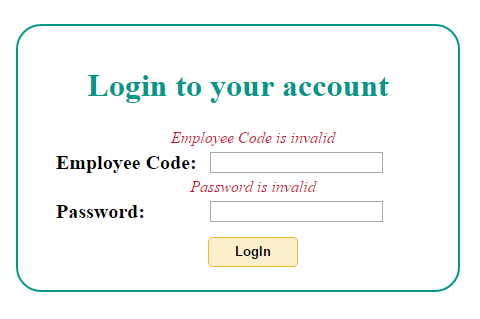 Login to your account
Employee Code is invalid
Employee Code:
Password is invalid
Password:
LogIn